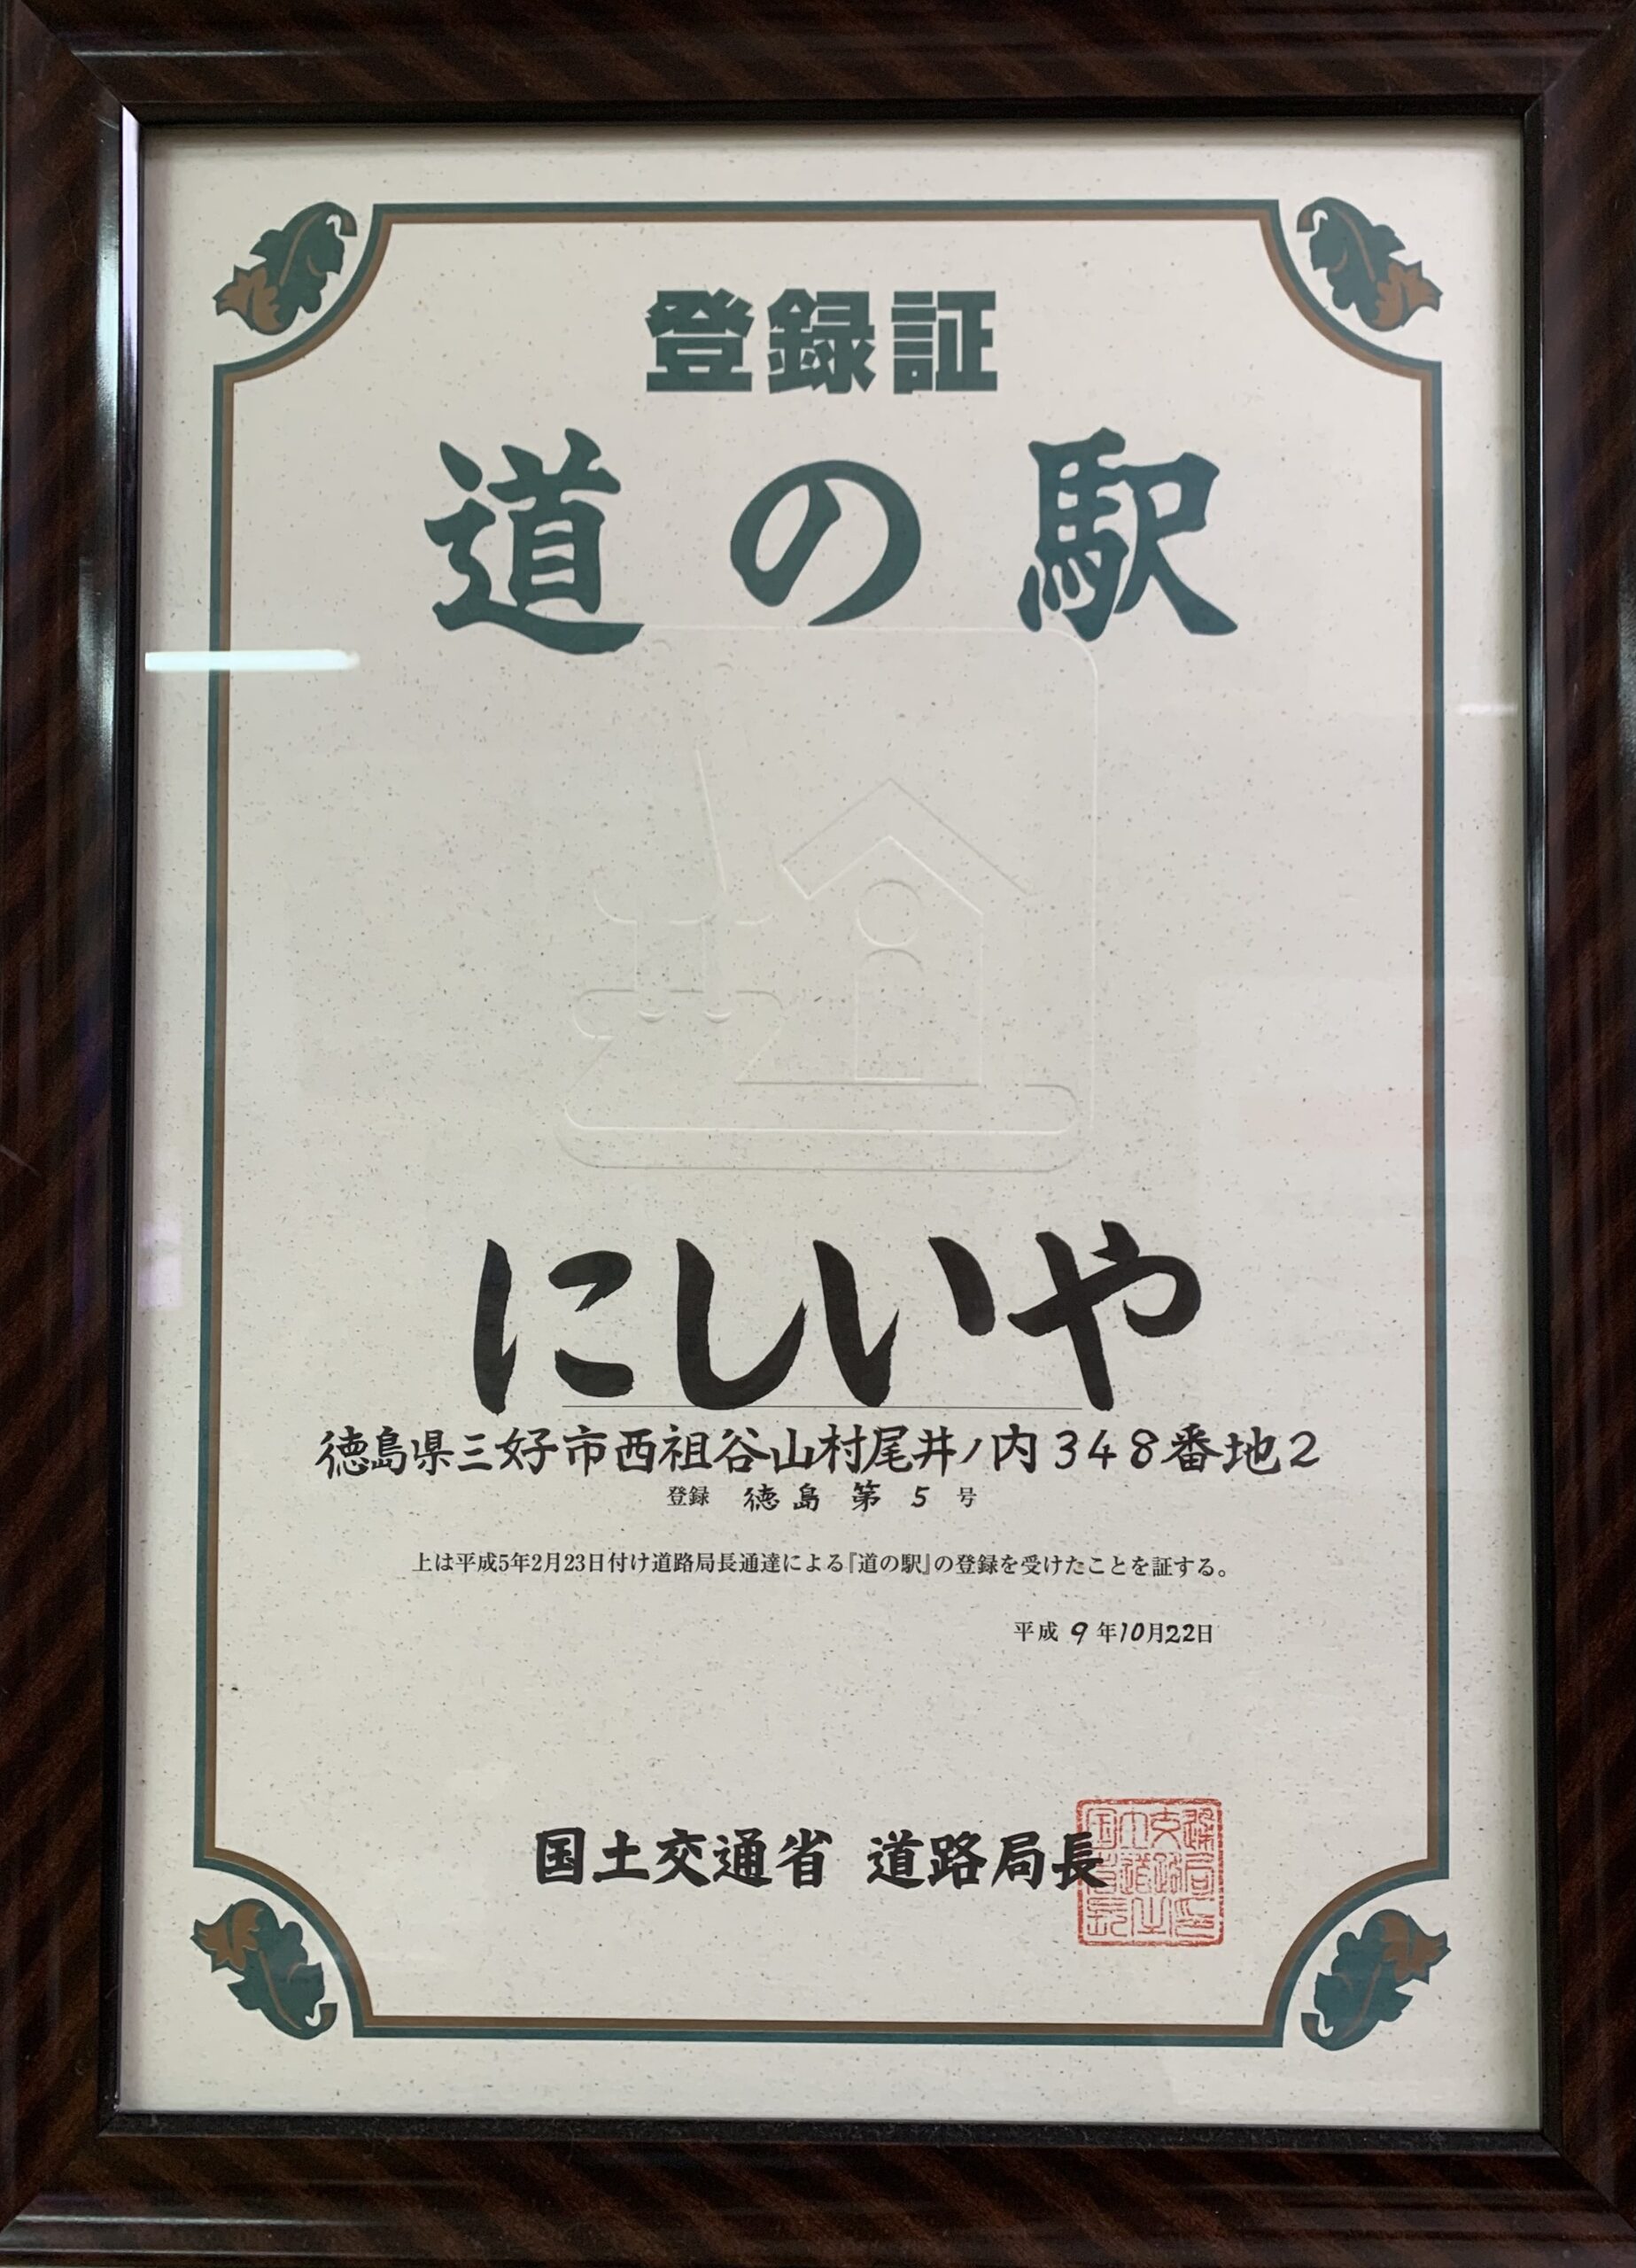 登録証
道の駅
にしいや
徳島県三好市西祖谷山村尾井ノ内348番地2
登録 徳島 第 5 号
上は平成5年2月23日付け道路局長通達による『道の駅』の登録を受けたことを証する。
平成 9 年10月22日
国土交通省 道路局長